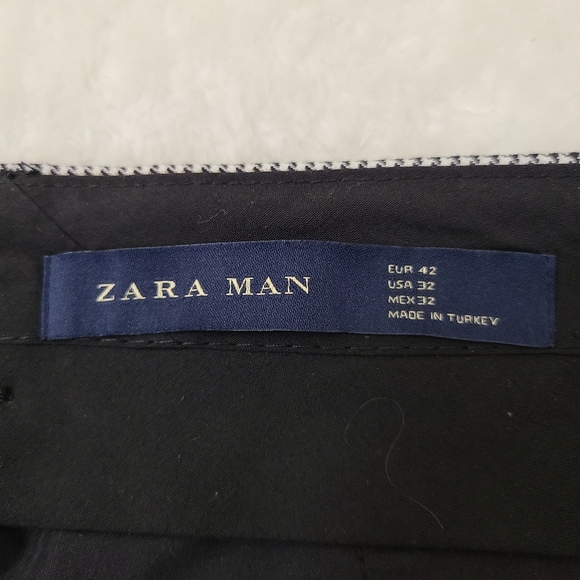 ZARA MAN
EUR 42
USA 32
MEX 32
MADE IN TURKEY